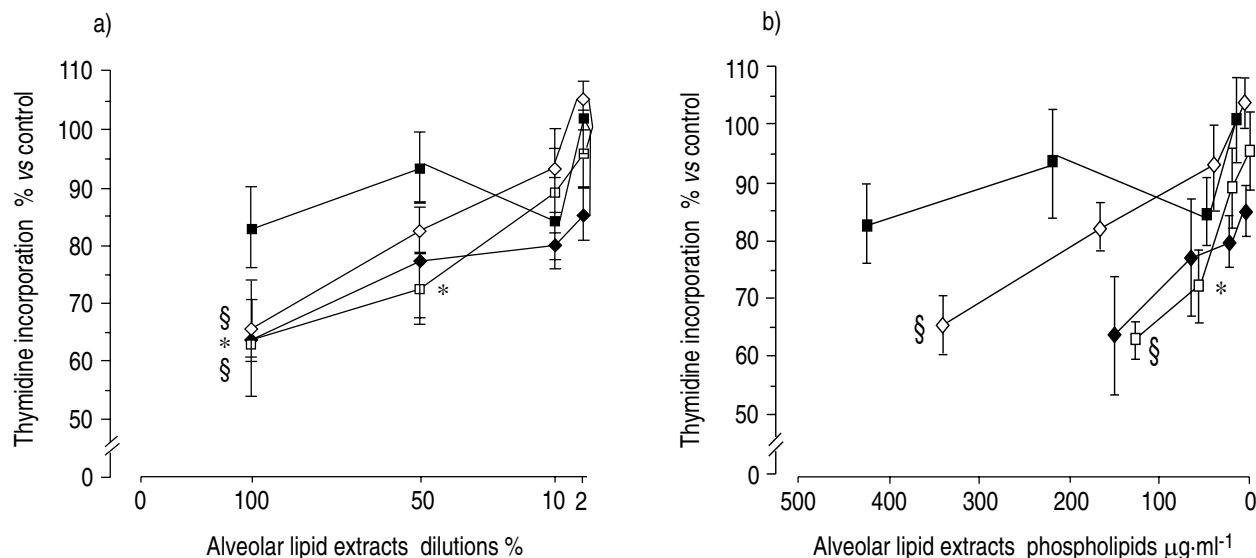 a)
Thymidine incorporation % vs control
110
100
90
80
70
60
50
0
§
*
§
*
0 100 50 10 2
Alveolar lipid extracts dilutions %
b)
Thymidine incorporation % vs control
110
100
90
80
70
60
50
0
§
§
*
500 400 300 200 100 0
Alveolar lipid extracts phospholipids µg·ml-1